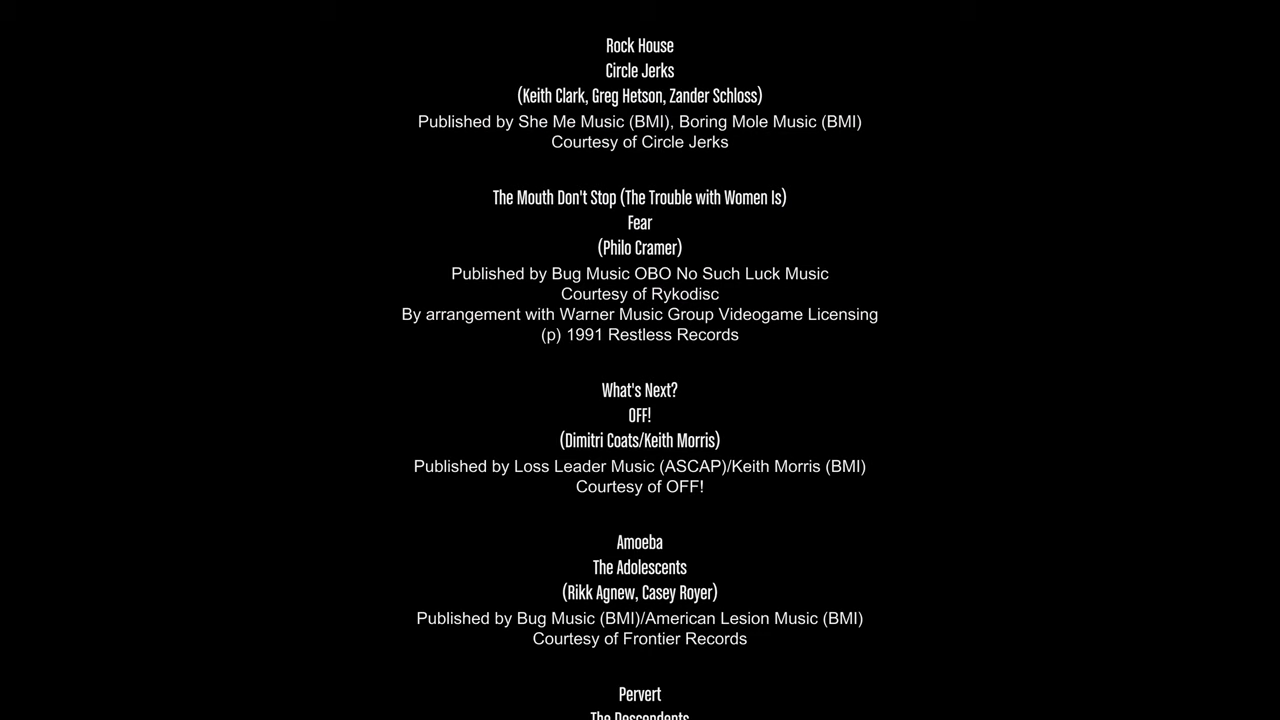 Rock House
Circle Jerks
(Keith Clark, Greg Hetson, Zander Schloss)
Published by She Me Music (BMI), Boring Mole Music (BMI)
Courtesy of Circle Jerks
The Mouth Don't Stop (The Trouble with Women Is)
Fear
(Philo Cramer)
Published by Bug Music OBO No Such Luck Music
Courtesy of Rykodisc
By arrangement with Warner Music Group Videogame Licensing
(p) 1991 Restless Records
What's Next?
OFF!
(Dimitri Coats/Keith Morris)
Published by Loss Leader Music (ASCAP)/Keith Morris (BMI)
Courtesy of OFF!
Amoeba
The Adolescents
(Rikk Agnew, Casey Royer)
Published by Bug Music (BMI)/American Lesion Music (BMI)
Courtesy of Frontier Records
Pervert
The Descendents